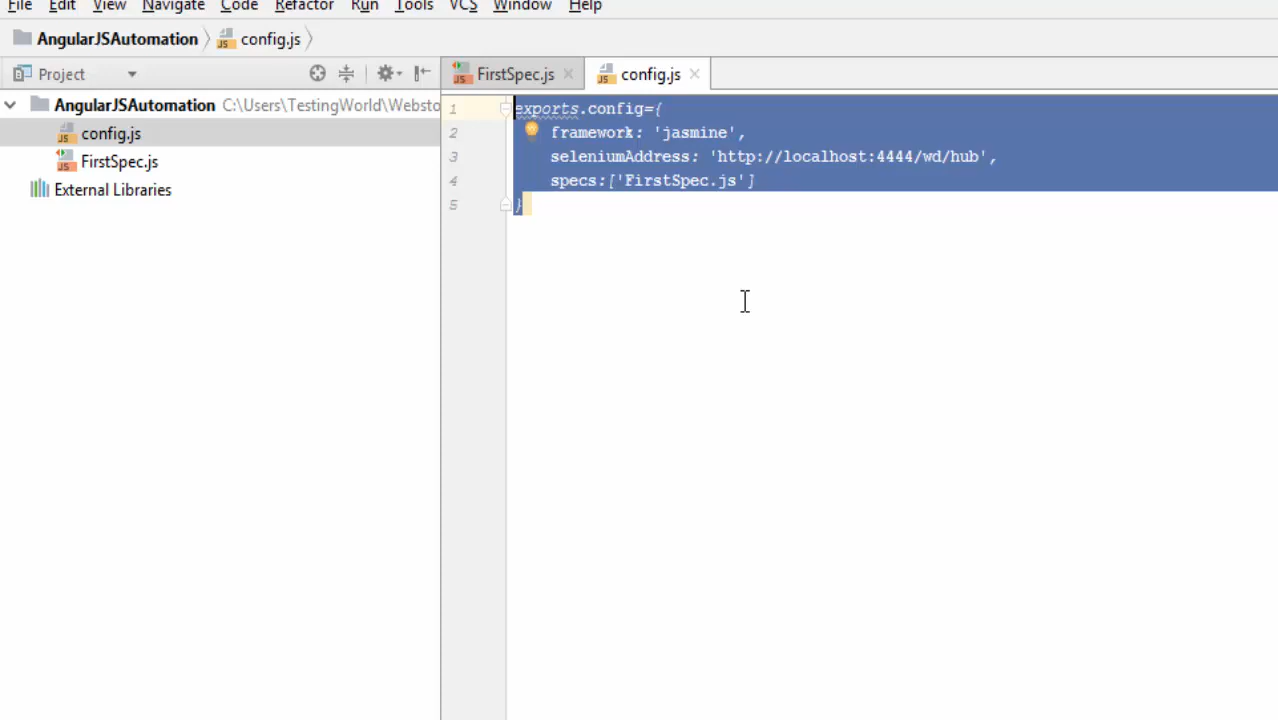 File Edit View Navigate Code Refactor Run Tools VCS Window Help
AngularJSAutomation config.js
Project FirstSpec.js config.js
AngularJSAutomation C:\Users\TestingWorld\Websto
config.js
FirstSpec.js
External Libraries
1 exports.config={
2 framework: 'jasmine',
3 seleniumAddress: 'http://localhost:4444/wd/hub',
4 specs:['FirstSpec.js']
5 }